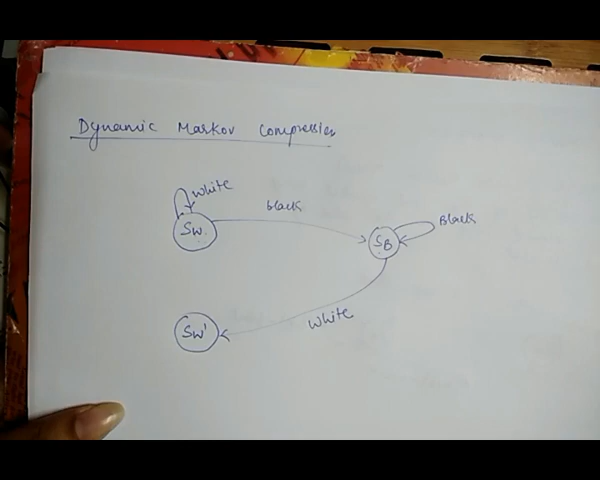 Dynamic Markov Compression
white
black
Sw
SB
Black
White
Sw'